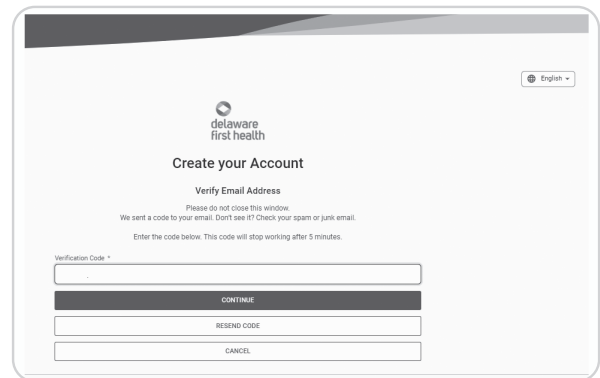 English
delaware
first health
Create your Account
Verify Email Address
Please do not close this window.
We sent a code to your email. Don't see it? Check your spam or junk email.
Enter the code below. This code will stop working after 5 minutes.
Verification Code *
CONTINUE
RESEND CODE
CANCEL